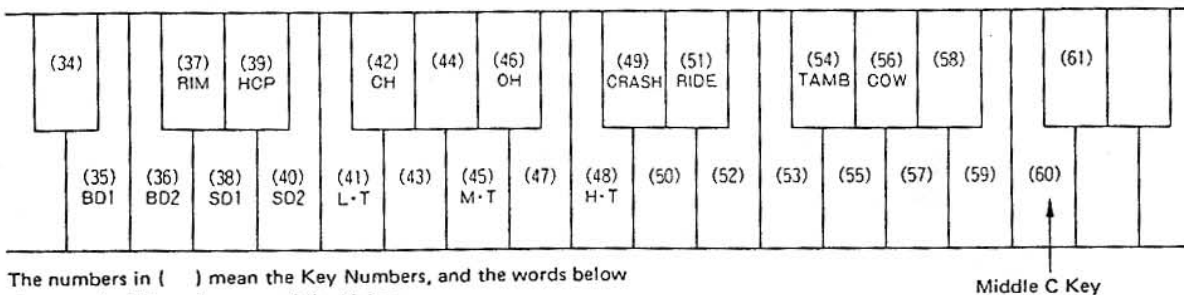 (34) (37) (39) (42) (44) (46) (49) (51) (54) (56) (58) (61)
RIM HCP CH OH CRASH RIDE TAMB COW
(35) (36) (38) (40) (41) (43) (45) (47) (48) (50) (52) (53) (55) (57) (59) (60)
BD1 BD2 SD1 SD2 L·T M·T H·T
The numbers in ( ) mean the Key Numbers, and the words below
Middle C Key